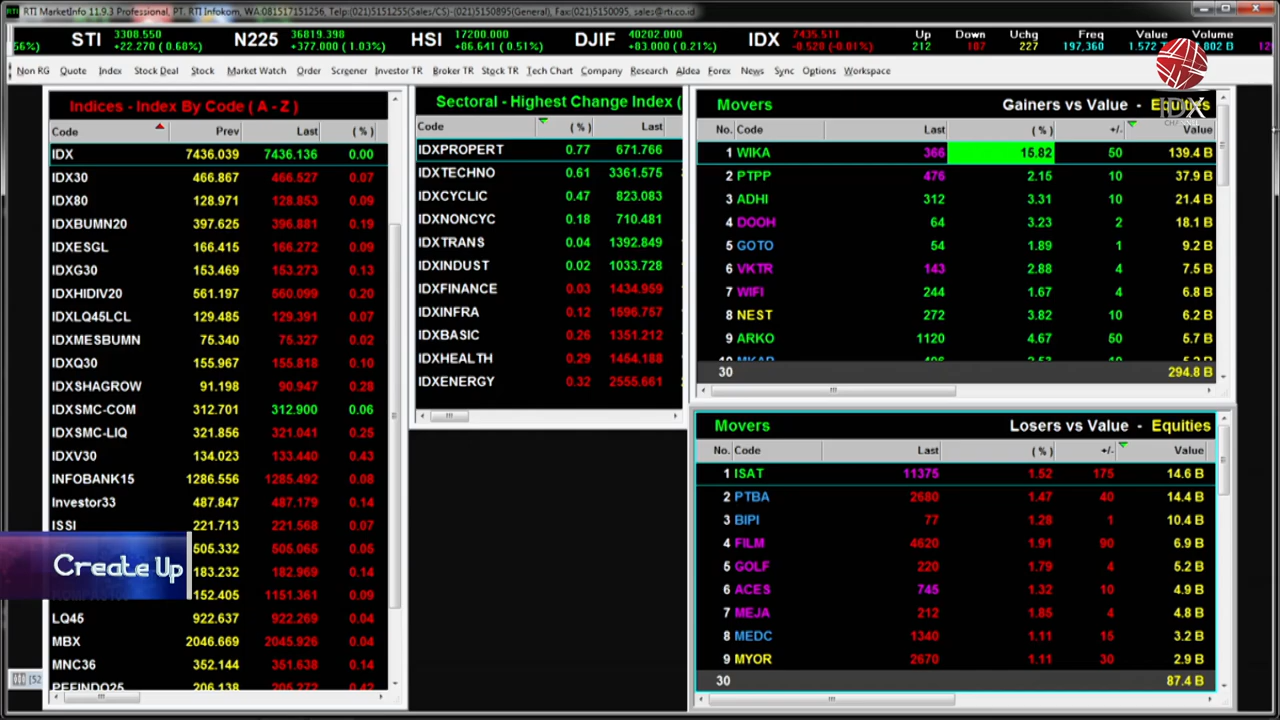 RTI MarketInfo 11.9.3 Professional, PT. RTI Infokom, WA:081517151256, Telp:(021)5151255(Sales/CS)-(021)5150895(General), Fax:(021)5150095, sales@rti.co.id
56%) STI 3308.550 +22.270 ( 0.68%) N225 36819.398 +377.000 ( 1.03%) HSI 17200.000 +86.641 ( 0.51%) DJIF 40202.000 +83.000 ( 0.21%) IDX 7435.511 -0.528 (-0.01%) Up 212 Down 187 Uchg 227 Freq 197,360 Value Volume
Non RG Quote Index Stock Deal Stock Market Watch Order Screener Investor TR Broker TR Stock TR Tech Chart Company Research AIdea Forex News Sync Options Workspace
Indices - Index By Code ( A - Z )
Code Prev Last ( % )
IDX 7436.039 7436.136 0.00
IDX30 466.867 466.527 0.07
IDX80 128.971 128.853 0.09
IDXBUMN20 397.625 396.881 0.19
IDXESGL 166.415 166.272 0.09
IDXG30 153.469 153.273 0.13
IDXHIDIV20 561.197 560.099 0.20
IDXLQ45LCL 129.485 129.391 0.07
IDXMESBUMN 75.340 75.327 0.02
IDXQ30 155.967 155.818 0.10
IDXSHAGROW 91.198 90.947 0.28
IDXSMC-COM 312.701 312.900 0.06
IDXSMC-LIQ 321.856 321.041 0.25
IDXV30 134.023 133.440 0.43
INFOBANK15 1286.556 1285.492 0.08
Investor33 487.847 487.179 0.14
ISSI 221.713 221.568 0.07
505.332 505.065 0.05
183.232 182.969 0.14
152.405 1151.361 0.09
LQ45 922.637 922.269 0.04
MBX 2046.669 2045.926 0.04
MNC36 352.144 351.638 0.14
PEFINDO25 206.138 205.272 0.42
Create Up
Sectoral - Highest Change Index (
Code ( % ) Last
IDXPROPERT 0.77 671.766
IDXTECHNO 0.61 3361.575
IDXCYCLIC 0.47 823.083
IDXNONCYC 0.18 710.481
IDXTRANS 0.04 1392.849
IDXINDUST 0.02 1033.728
IDXFINANCE 0.03 1434.959
IDXINFRA 0.12 1596.757
IDXBASIC 0.26 1351.212
IDXHEALTH 0.29 1454.188
IDXENERGY 0.32 2555.661
Movers Gainers vs Value - Equities
No. Code Last ( % ) +/- Value
1 WIKA 366 15.82 50 139.4 B
2 PTPP 476 2.15 10 37.9 B
3 ADHI 312 3.31 10 21.4 B
4 DOOH 64 3.23 2 18.1 B
5 GOTO 54 1.89 1 9.2 B
6 VKTR 143 2.88 4 7.5 B
7 WIFI 244 1.67 4 6.8 B
8 NEST 272 3.82 10 6.2 B
9 ARKO 1120 4.67 50 5.7 B
30 294.8 B
IDX
Movers Losers vs Value - Equities
No. Code Last ( % ) +/- Value
1 ISAT 11375 1.52 175 14.6 B
2 PTBA 2680 1.47 40 14.4 B
3 BIPI 77 1.28 1 10.4 B
4 FILM 4620 1.91 90 6.9 B
5 GOLF 220 1.79 4 5.2 B
6 ACES 745 1.32 10 4.9 B
7 MEJA 212 1.85 4 4.8 B
8 MEDC 1340 1.11 15 3.2 B
9 MYOR 2670 1.11 30 2.9 B
30 87.4 B